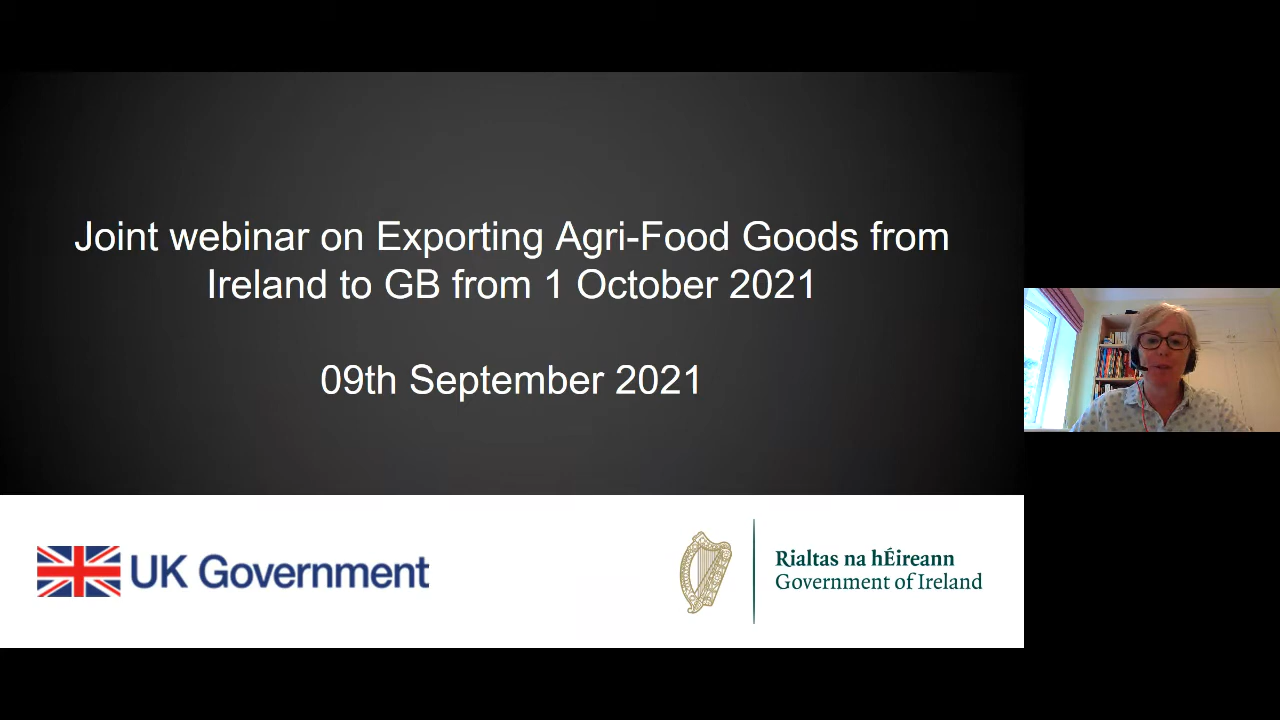 Joint webinar on Exporting Agri-Food Goods from
Ireland to GB from 1 October 2021
09th September 2021
UK Government
Rialtas na hÉireann
Government of Ireland